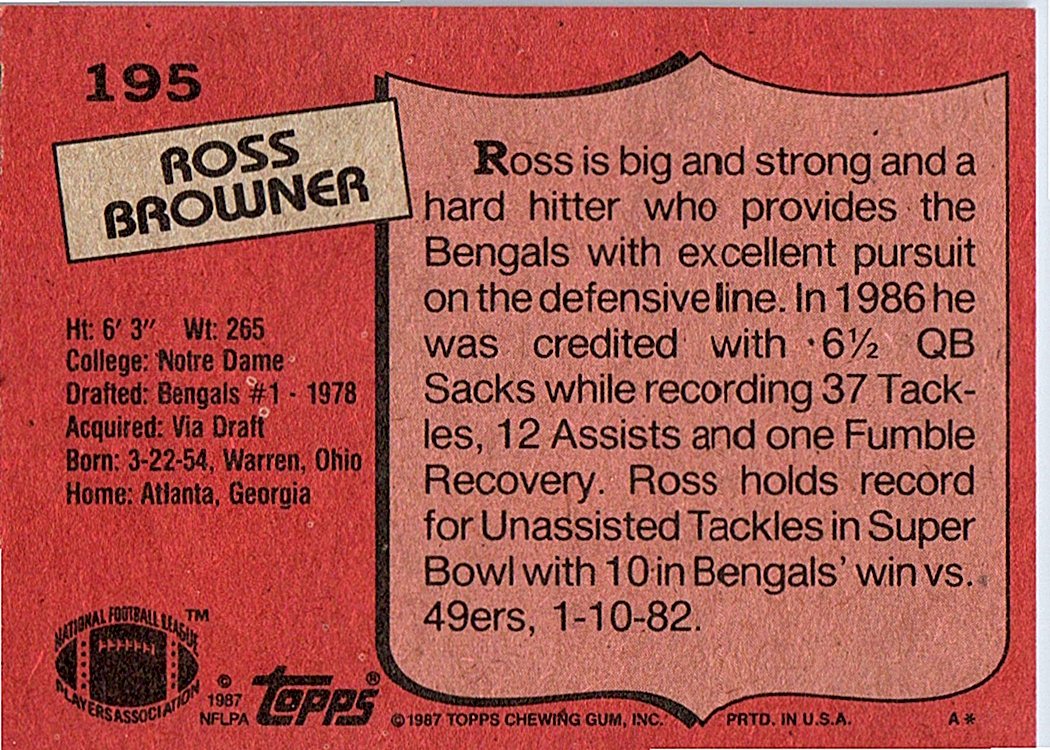 195
ROSS
BROWNER
Ht: 6' 3" Wt: 265
College: Notre Dame
Drafted: Bengals #1 - 1978
Acquired: Via Draft
Born: 3-22-54, Warren, Ohio
Home: Atlanta, Georgia
Ross is big and strong and a
hard hitter who provides the
Bengals with excellent pursuit
on the defensive line. In 1986 he
was credited with 6½ QB
Sacks while recording 37 Tack-
les, 12 Assists and one Fumble
Recovery. Ross holds record
for Unassisted Tackles in Super
Bowl with 10 in Bengals' win vs.
49ers, 1-10-82.
NATIONAL FOOTBALL LEAGUE ™
PLAYERS ASSOCIATION
© 1987 NFLPA
topps®
© 1987 TOPPS CHEWING GUM, INC. PRTD. IN U.S.A. A*